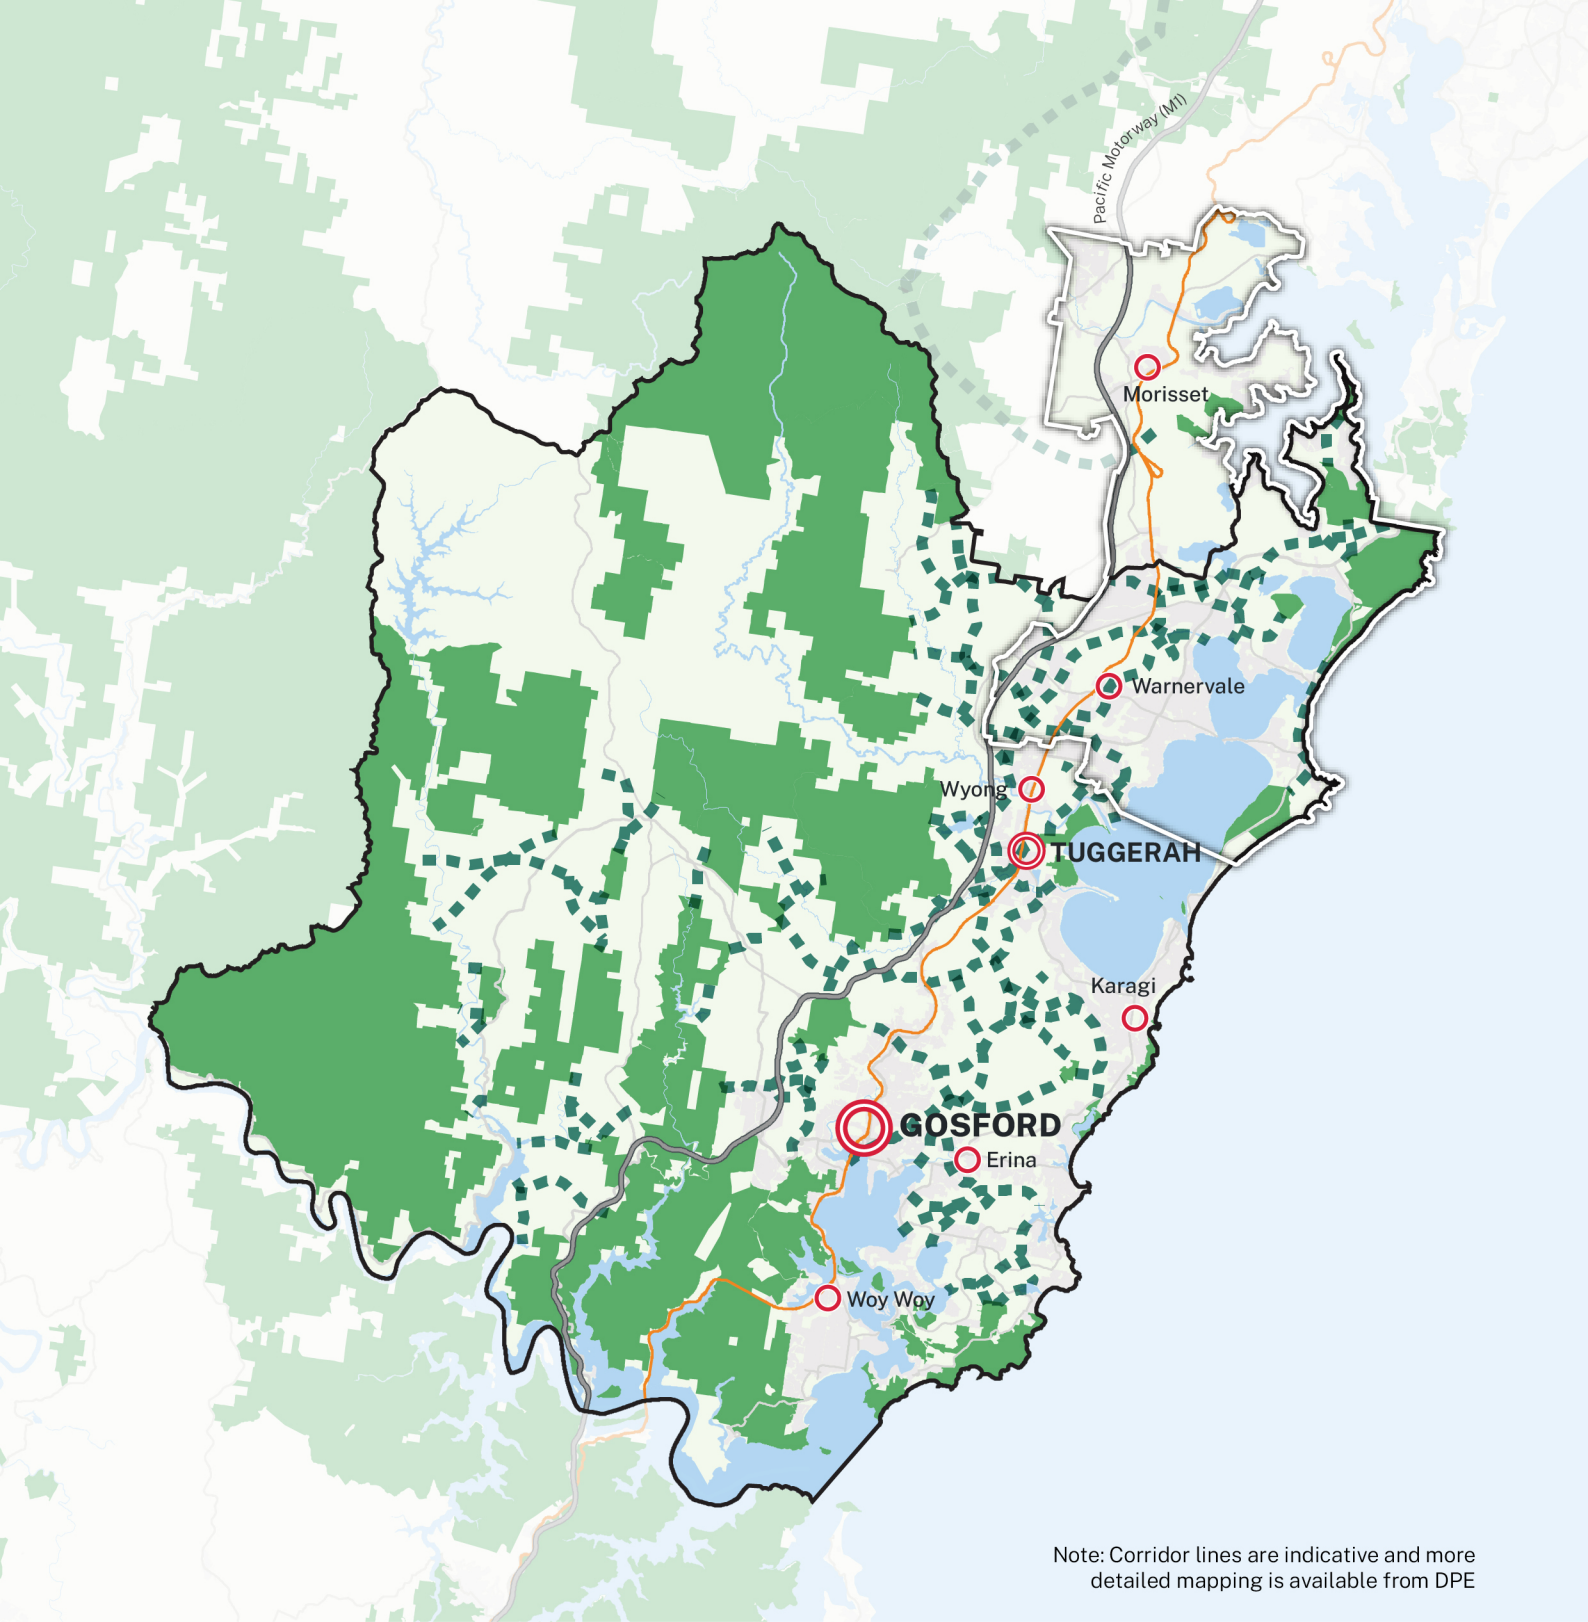 Pacific Motorway (M1)
Morisset
Warnervale
Wyong
TUGGERAH
Karagi
GOSFORD
Erina
Woy Woy
Note: Corridor lines are indicative and more
detailed mapping is available from DPE